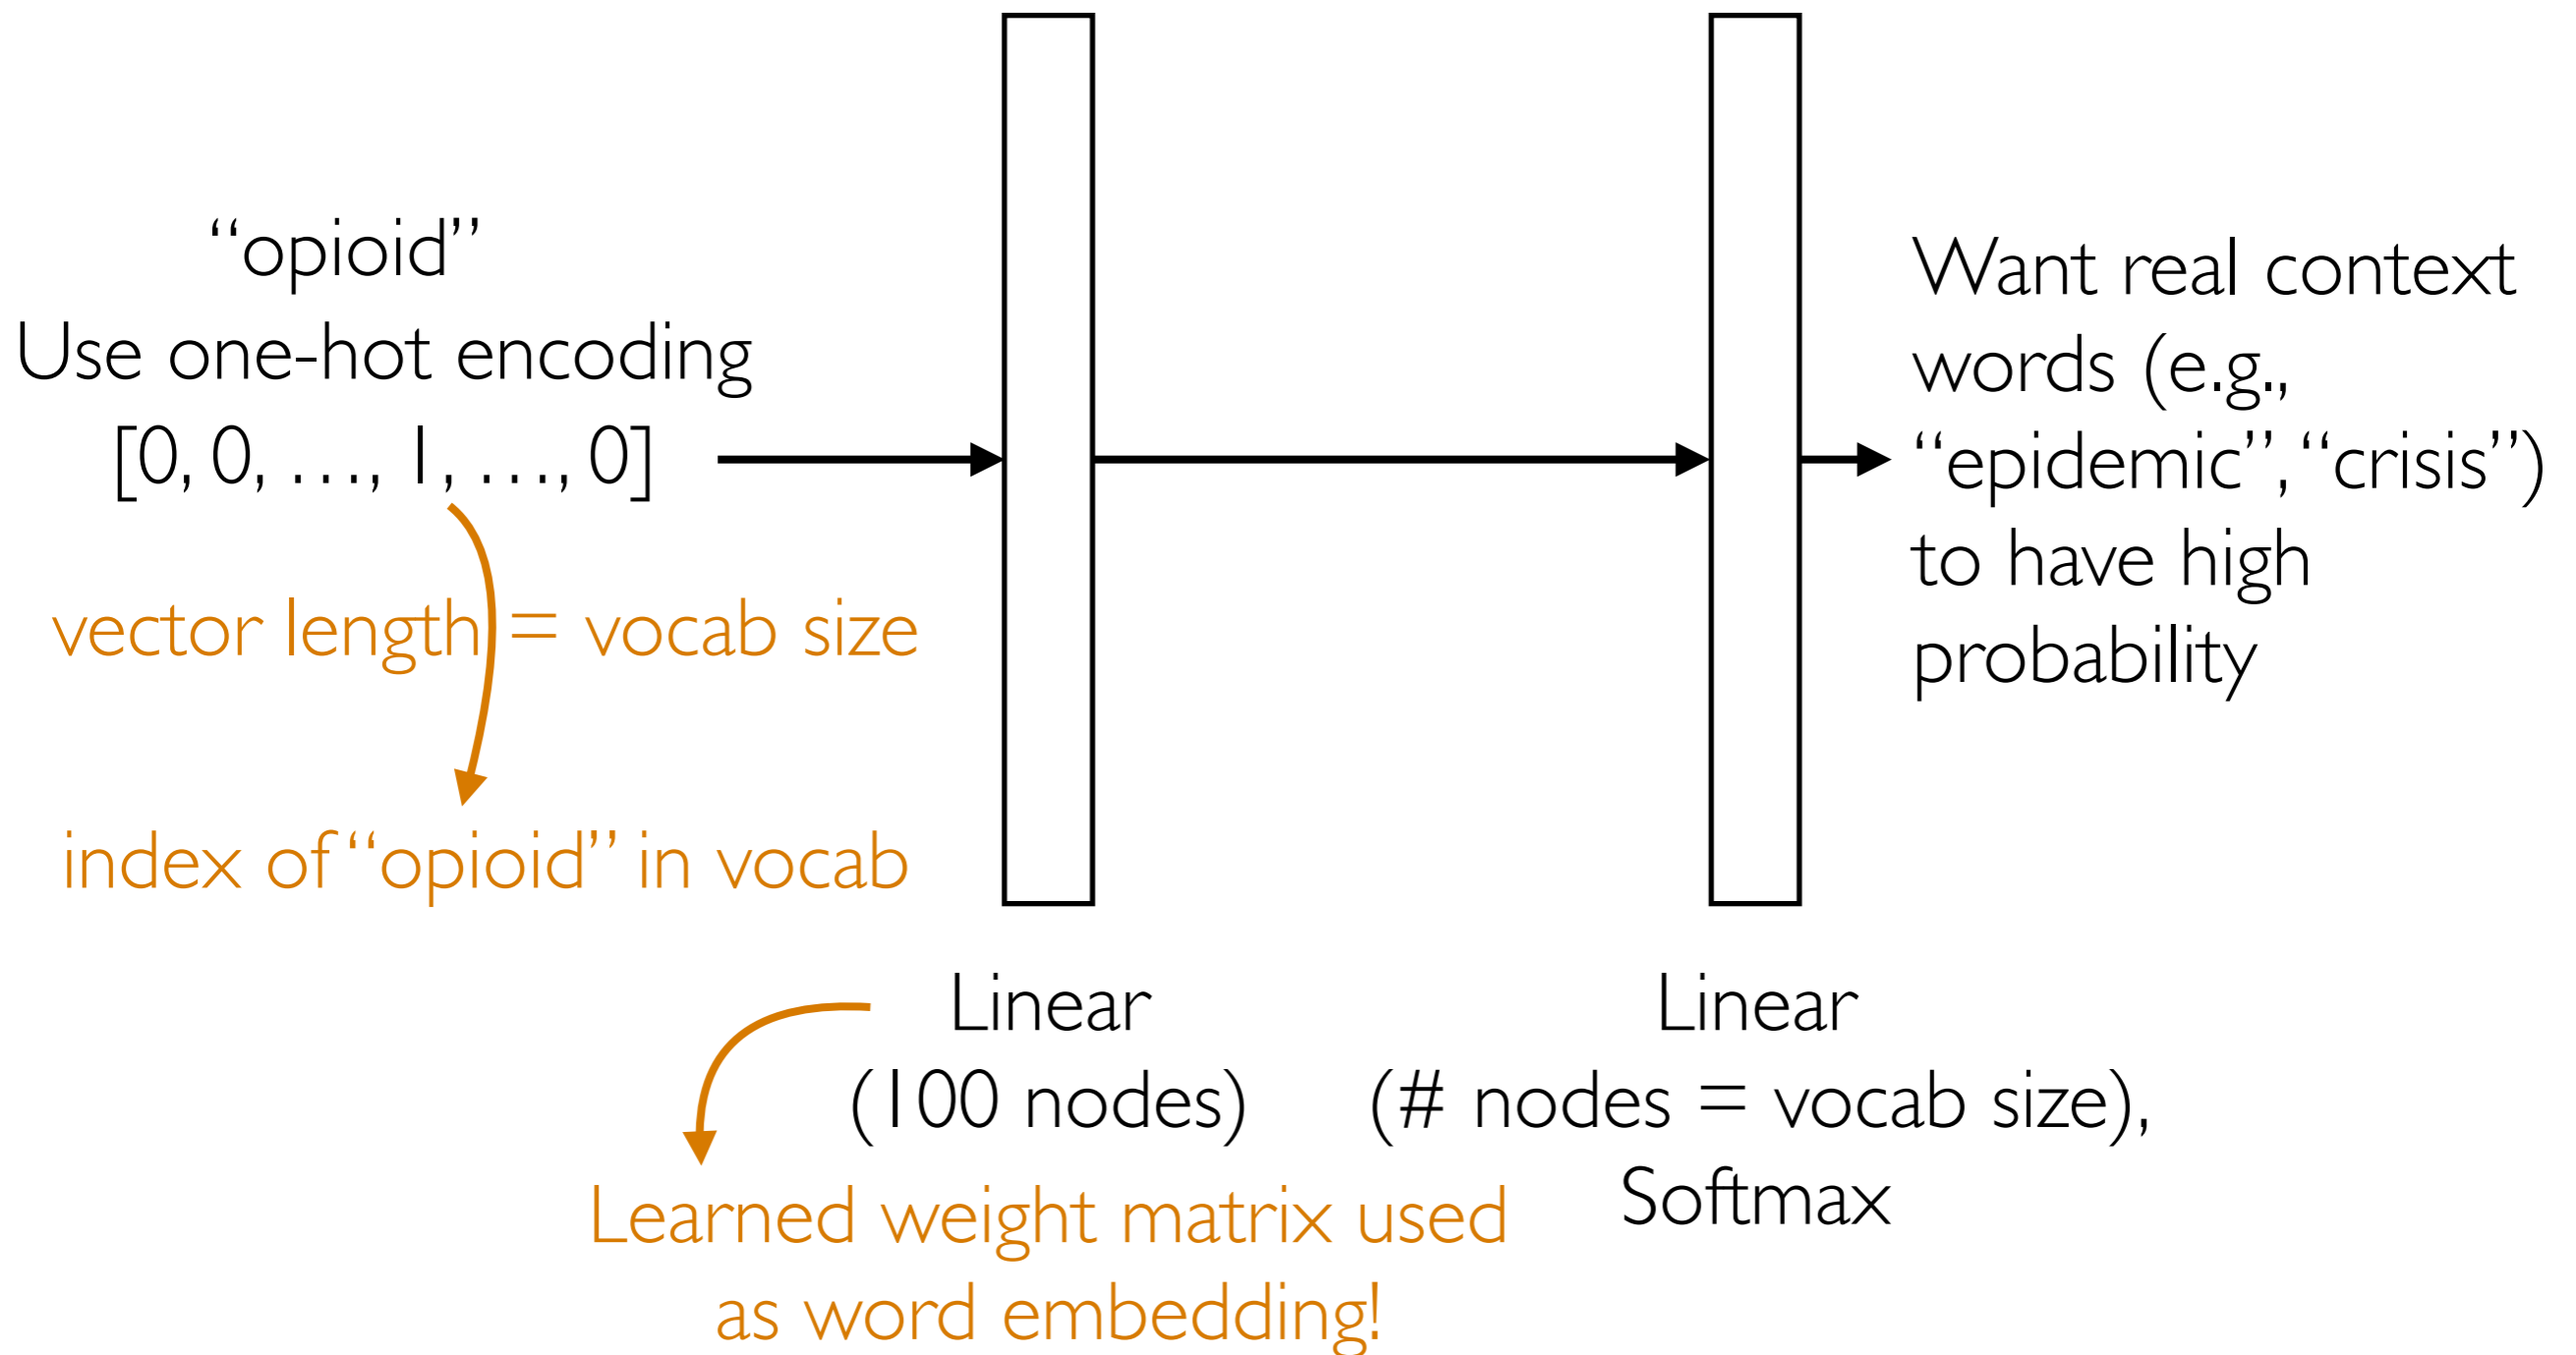 “opioid”
Use one-hot encoding
[0, 0, …, 1, …, 0]
vector length = vocab size
index of “opioid” in vocab
Linear
(100 nodes)
Learned weight matrix used
as word embedding!
Linear
(# nodes = vocab size),
Softmax
Want real context
words (e.g.,
“epidemic”, “crisis”)
to have high
probability